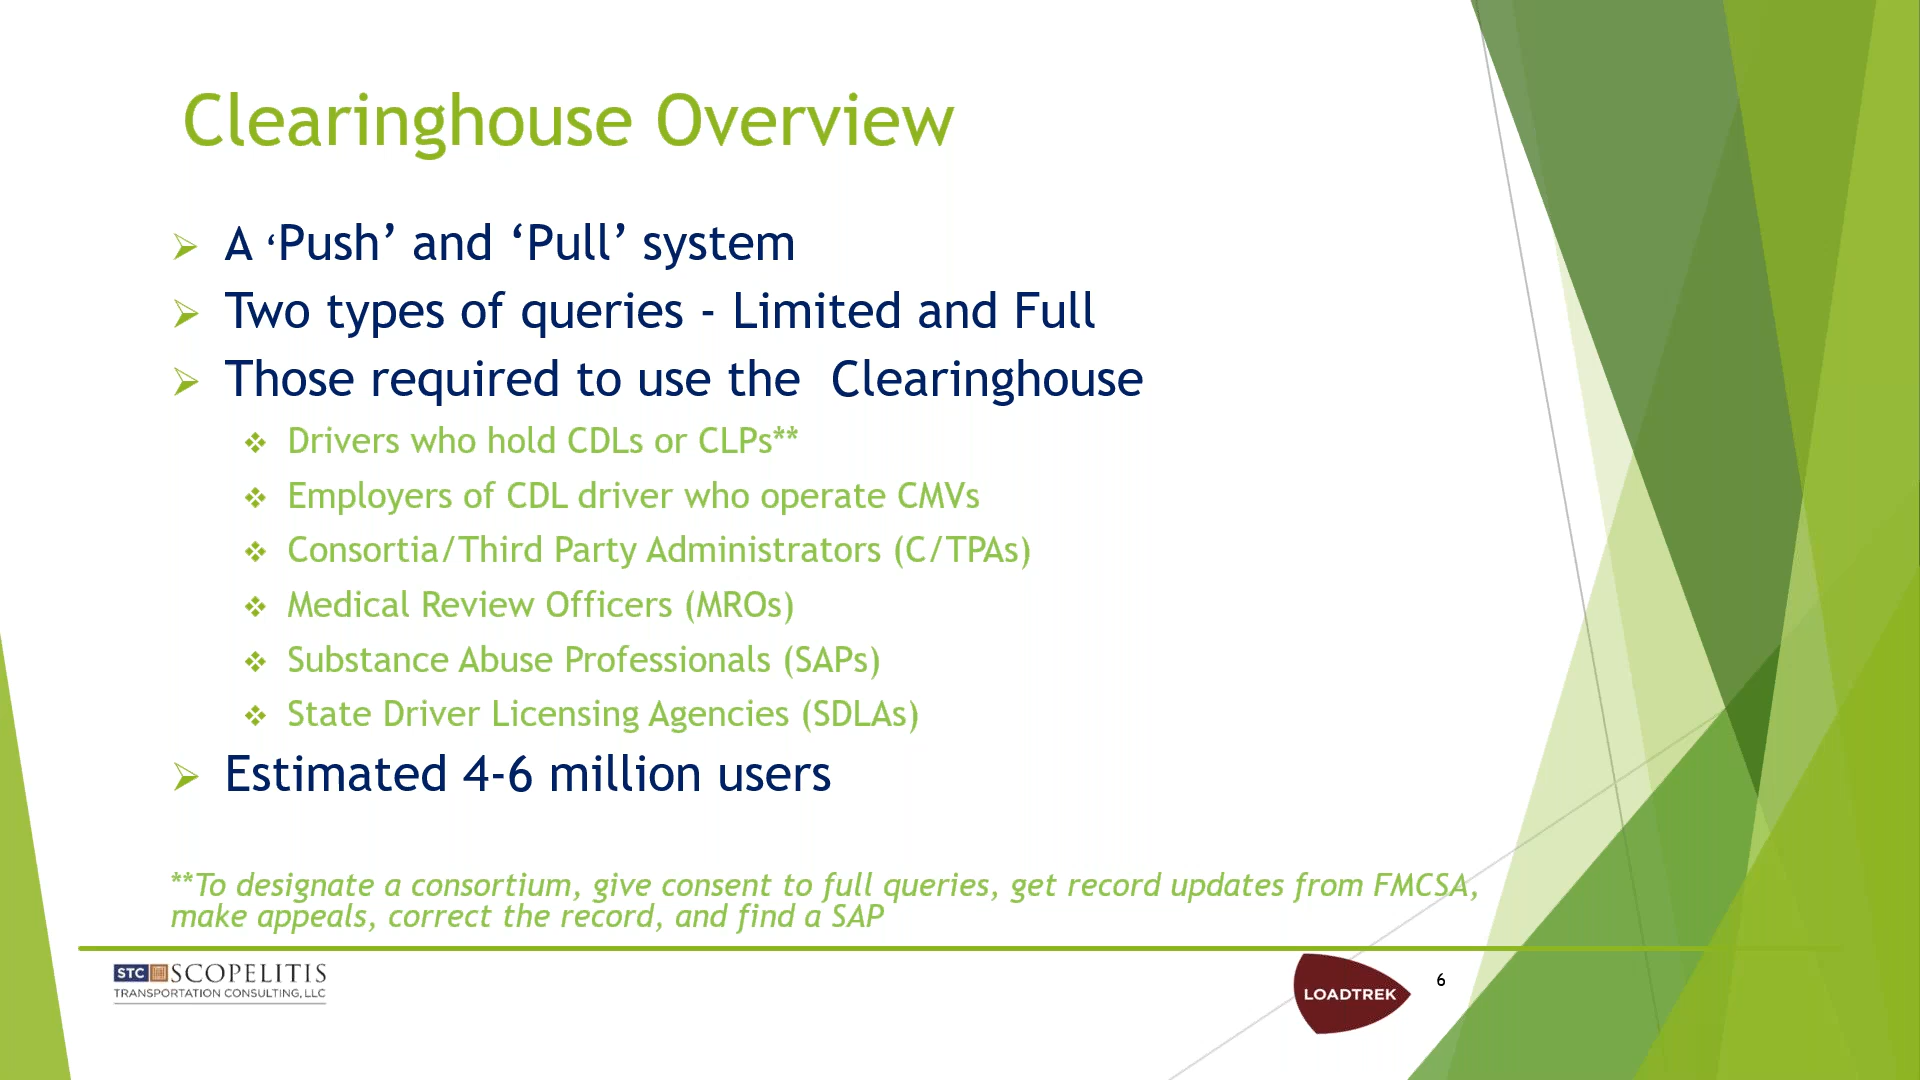 Clearinghouse Overview
A ‘Push’ and ‘Pull’ system
Two types of queries - Limited and Full
Those required to use the  Clearinghouse
Drivers who hold CDLs or CLPs**
Employers of CDL driver who operate CMVs
Consortia/Third Party Administrators (C/TPAs)
Medical Review Officers (MROs)
Substance Abuse Professionals (SAPs)
State Driver Licensing Agencies (SDLAs)
Estimated 4-6 million users
**To designate a consortium, give consent to full queries, get record updates from FMCSA,
make appeals, correct the record, and find a SAP
STC SCOPELITIS
TRANSPORTATION CONSULTING, LLC
LOADTREK
6